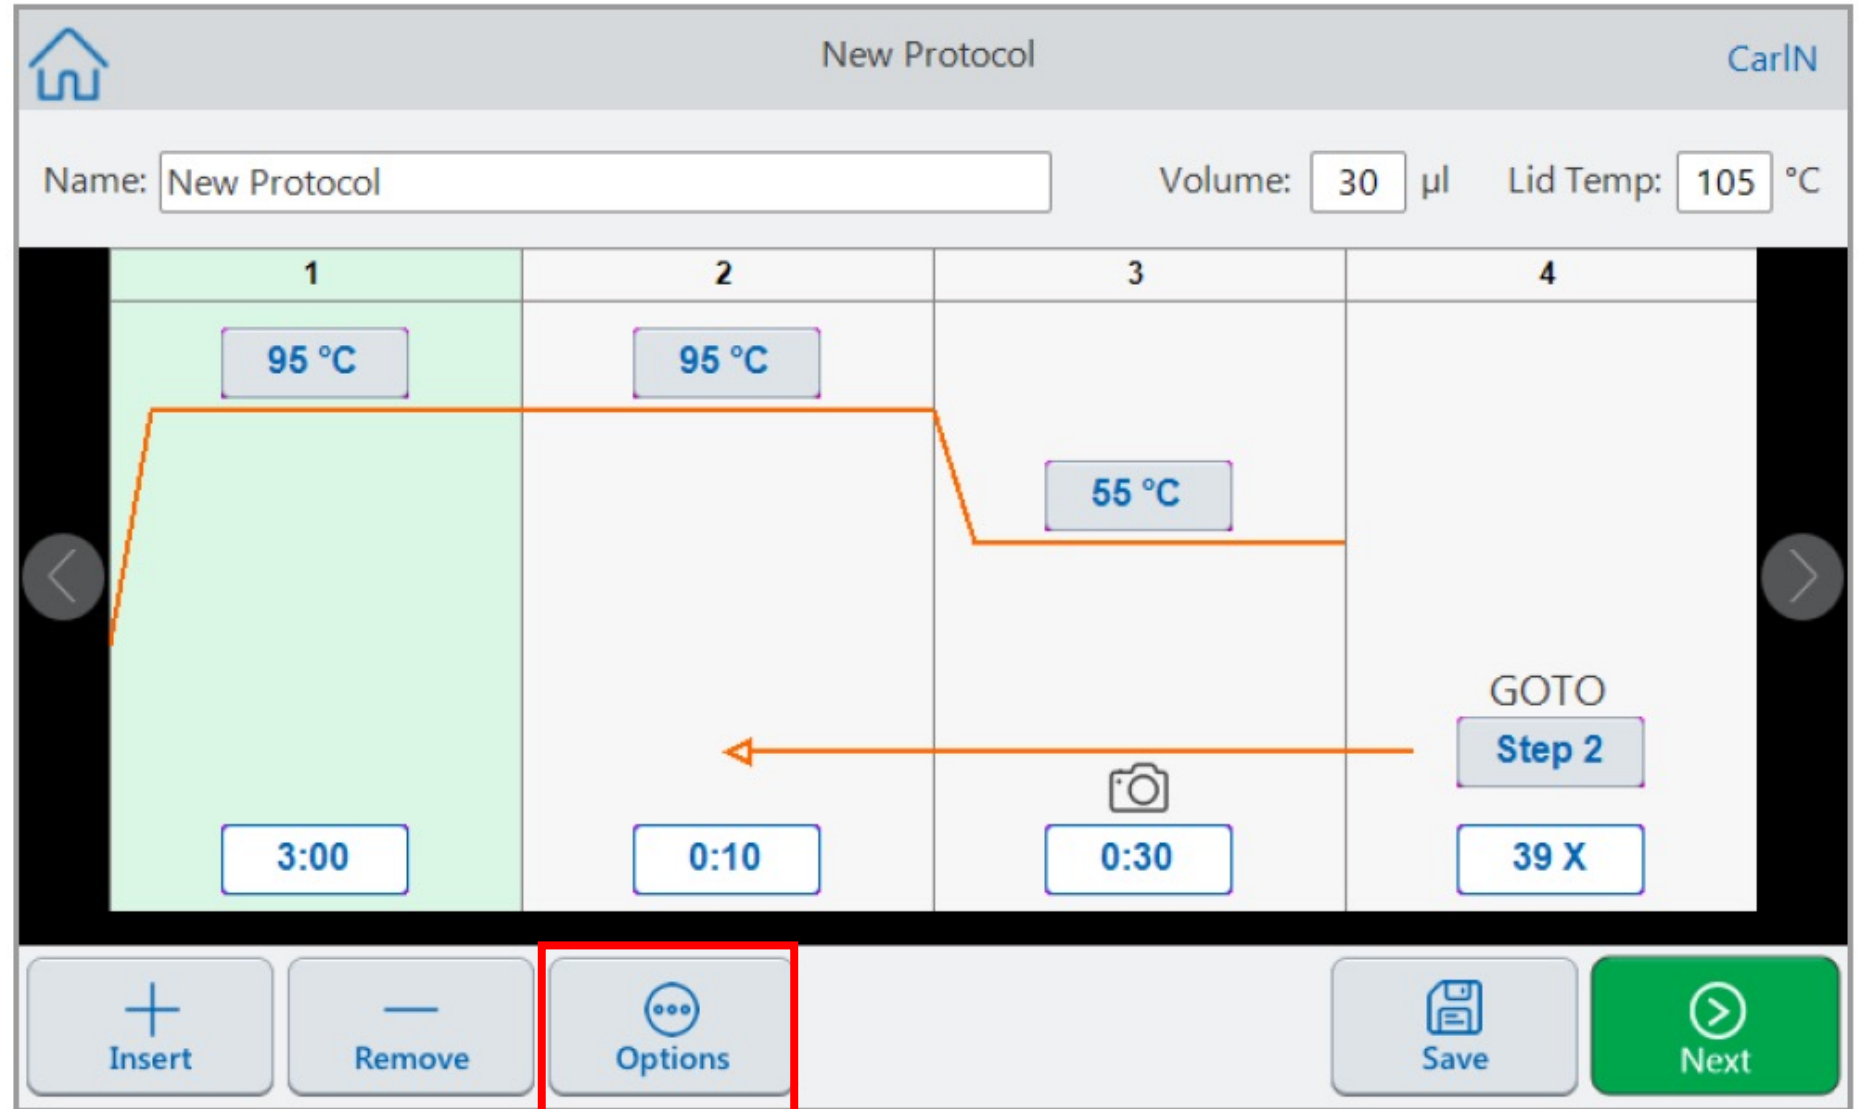 New Protocol
CarlN
Name: New Protocol
Volume: 30 µl Lid Temp: 105 °C
1 2 3 4
95 °C 95 °C
55 °C
GOTO
Step 2
3:00 0:10 0:30 39 X
Insert Remove Options Save Next